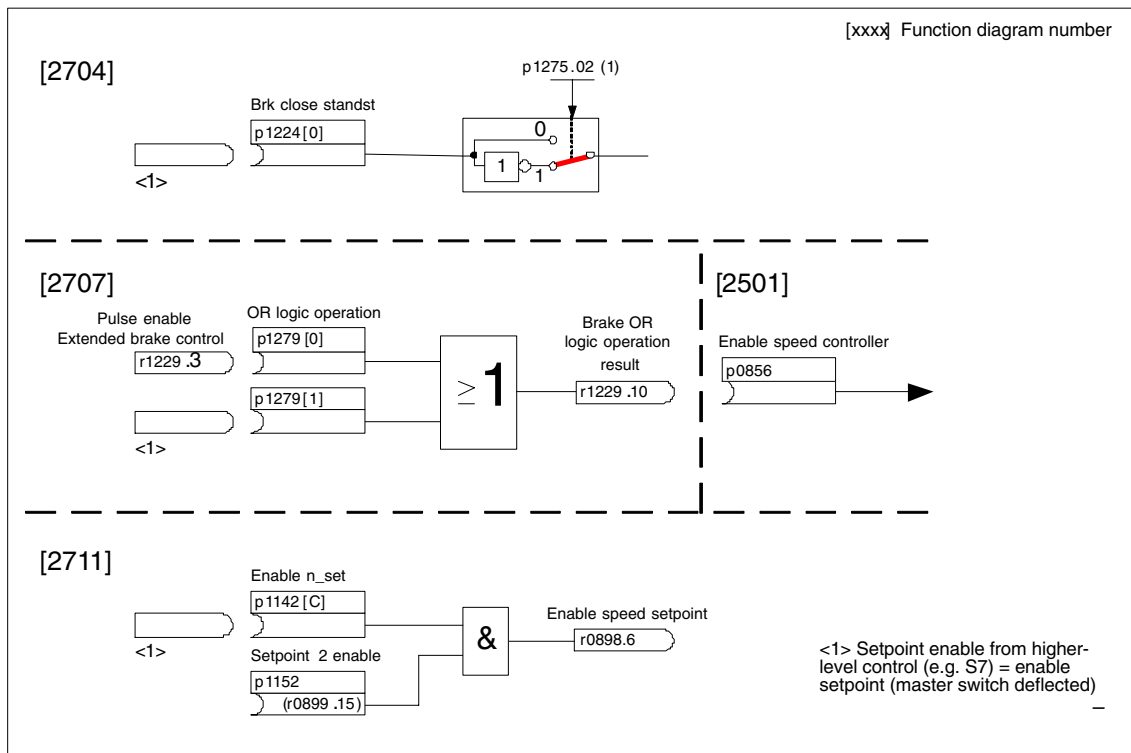 [xxxx] Function diagram number
[2704]
p1275.02 (1)
Brk close standst
p1224[0]
<1>
0
1
1
[2707]
Pulse enable
Extended brake control
r1229.3
OR logic operation
p1279[0]
p1279[1]
<1>
≥1
Brake OR
logic operation
result
r1229.10
[2501]
Enable speed controller
p0856
[2711]
Enable n_set
p1142[C]
<1>
Setpoint 2 enable
p1152
(r0899.15)
&
Enable speed setpoint
r0898.6
<1> Setpoint enable from higher-
level control (e.g. S7) = enable
setpoint (master switch deflected)